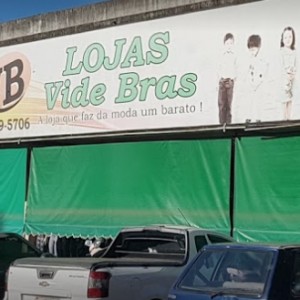 LOJAS
VB
Vide Bras
9-5706
A loja que faz da moda um barato !